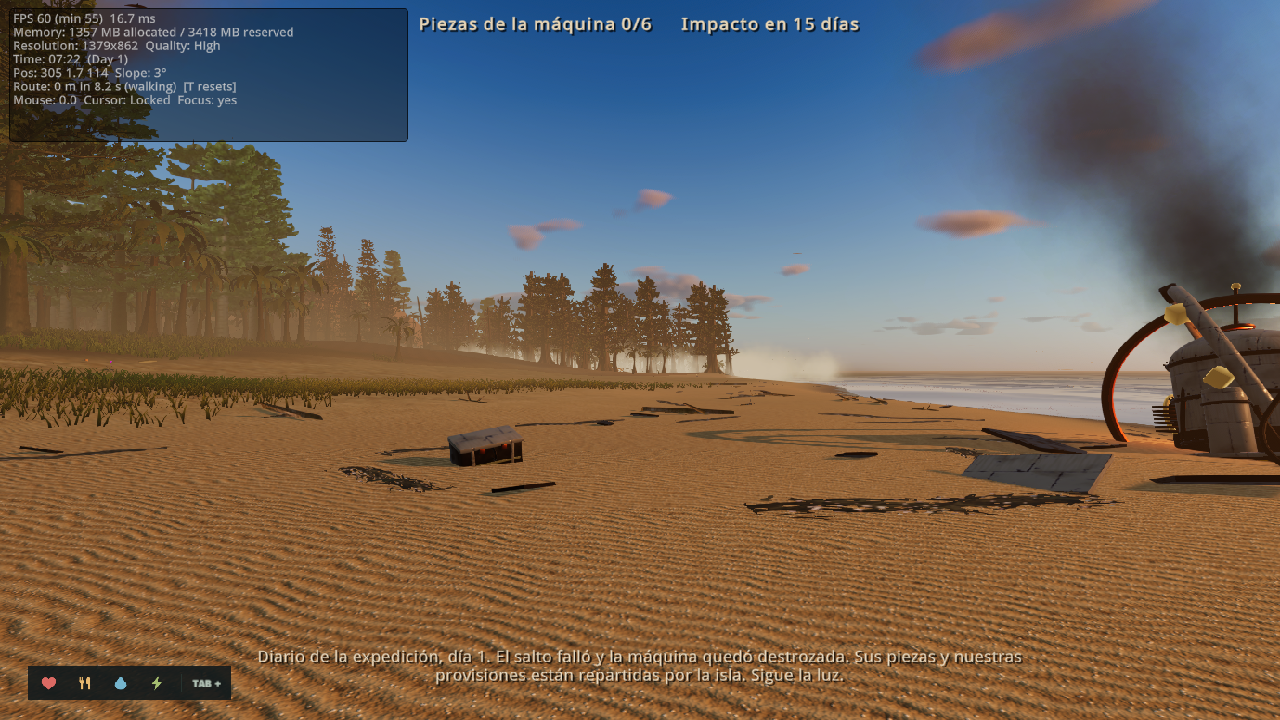 FPS 60 (min 55) 16.7 ms
Memory: 1357 MB allocated / 3418 MB reserved
Resolution: 1379x862 Quality: High
Time: 07:22 (Day 1)
Pos: 305 1.7 114 Slope: 3°
Route: 0 m in 8.2 s (walking) [T resets]
Mouse: 0.0 Cursor: Locked Focus: yes
Piezas de la máquina 0/6 Impacto en 15 días
Diario de la expedición, día 1. El salto falló y la máquina quedó destrozada. Sus piezas y nuestras
provisiones están repartidas por la isla. Sigue la luz.
TAB +